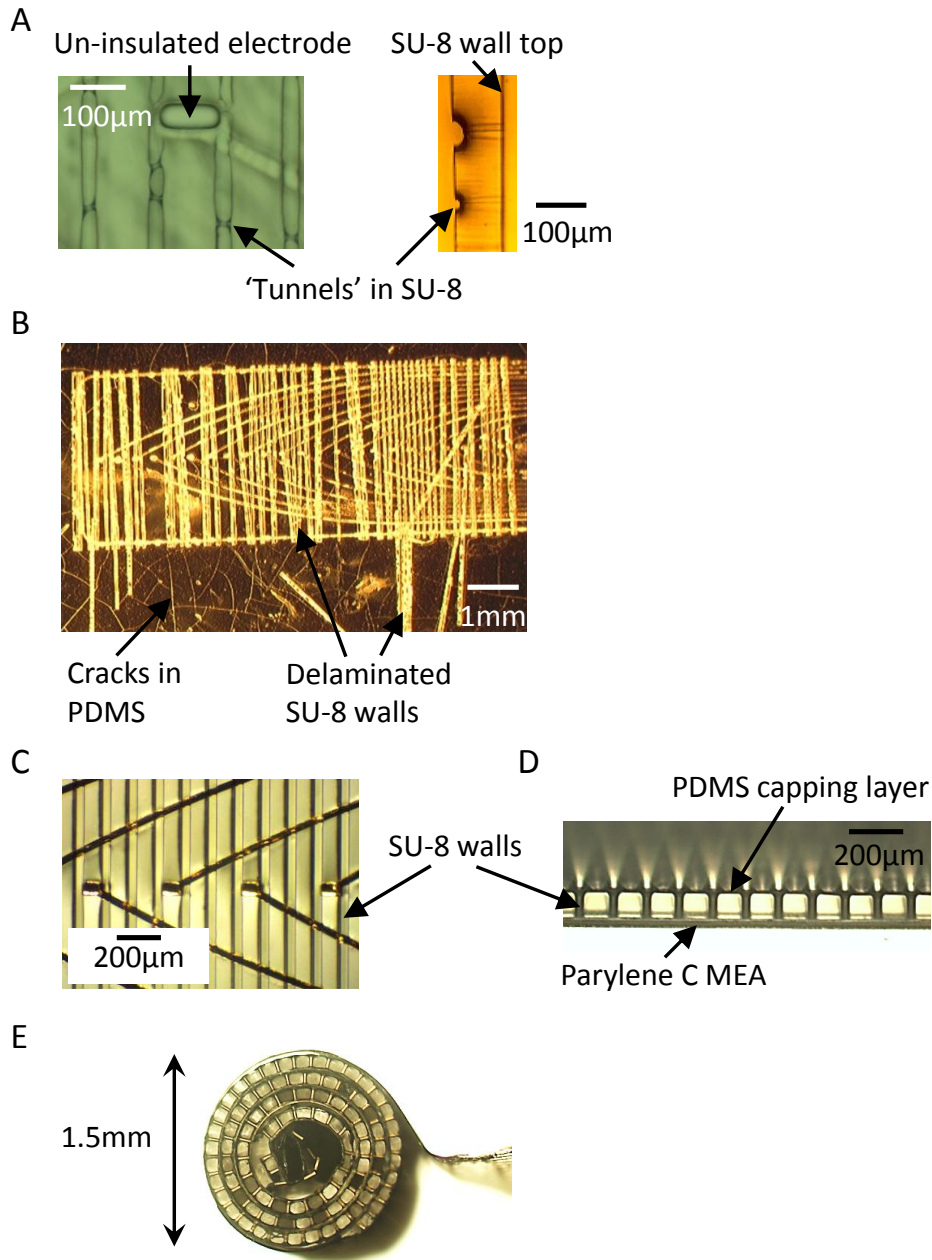 A
Un-insulated electrode
SU-8 wall top
100µm
100µm
‘Tunnels’ in SU-8
B
1mm
Cracks in
PDMS
Delaminated
SU-8 walls
C
D
PDMS capping layer
SU-8 walls
200µm
200µm
Parylene C MEA
E
1.5mm